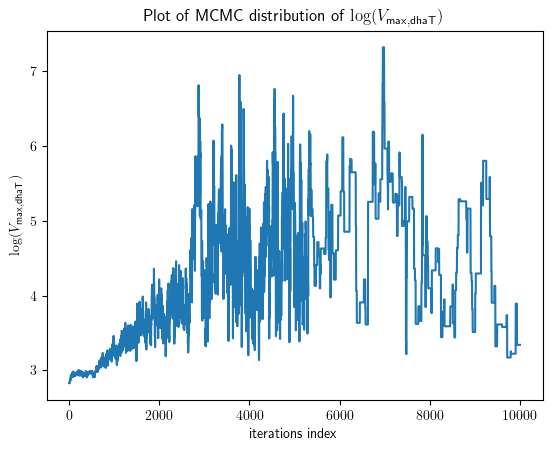 Plot of MCMC distribution of log(V_max,dhaT)
log(V_max,dhaT)
7
6
5
4
3
0 2000 4000 6000 8000 10000
iterations index